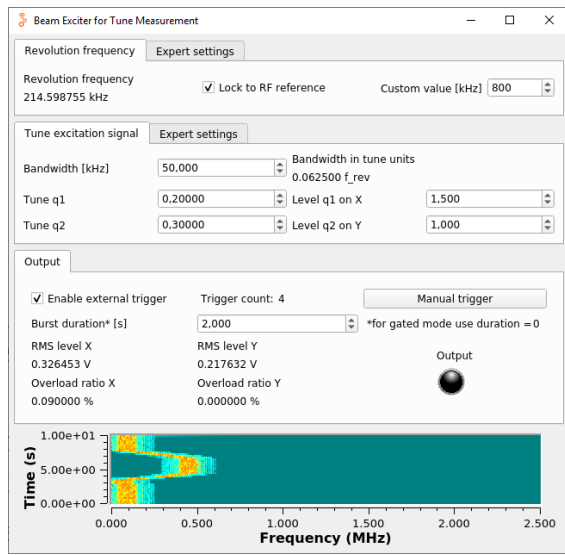 Beam Exciter for Tune Measurement
Revolution frequency Expert settings
Revolution frequency
214.598755 kHz
Lock to RF reference
Custom value [kHz] 800
Tune excitation signal Expert settings
Bandwidth [kHz] 50,000
Bandwidth in tune units
0.062500 f_rev
Tune q1 0,20000 Level q1 on X 1,500
Tune q2 0,30000 Level q2 on Y 1,000
Output
Enable external trigger Trigger count: 4 Manual trigger
Burst duration* [s] 2,000 *for gated mode use duration =0
RMS level X RMS level Y
0.326453 V 0.217632 V
Output
Overload ratio X Overload ratio Y
0.090000 % 0.000000 %
1.00e+01
5.00e+00
0.00e+00
Time (s)
0.000 0.500 1.000 1.500 2.000 2.500
Frequency (MHz)